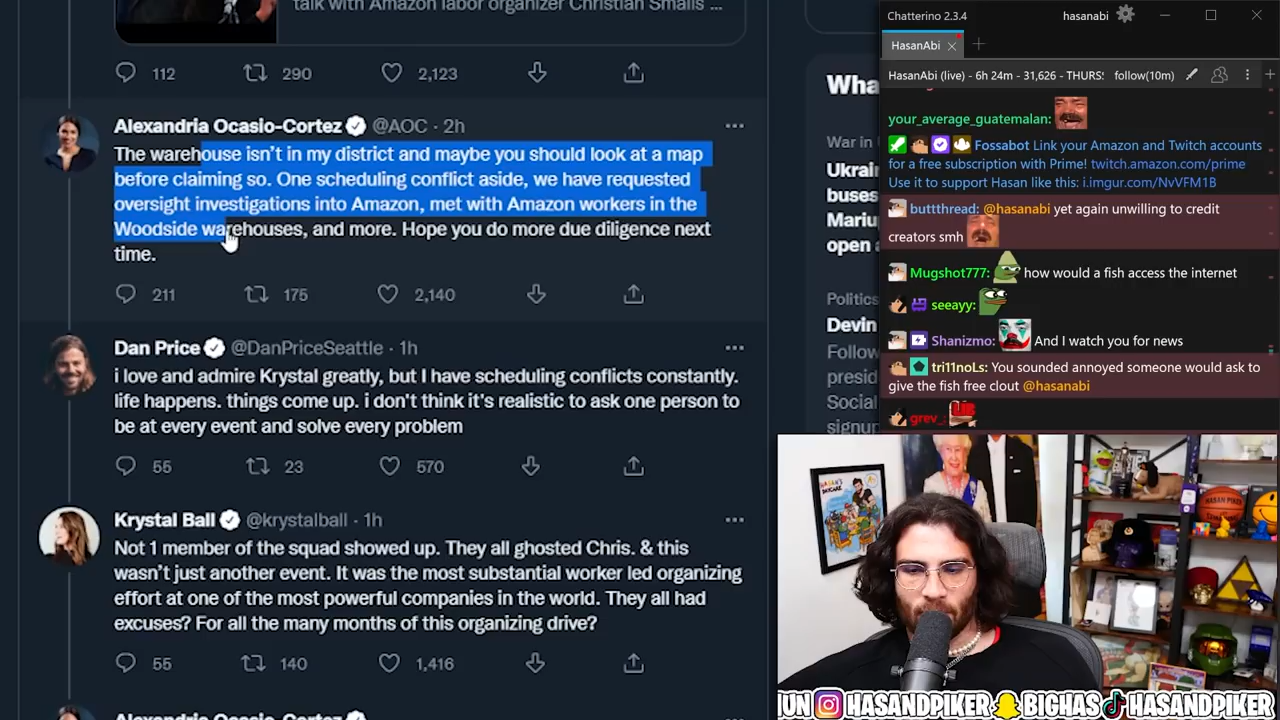 talk with Amazon labor organizer Christian Smalls ...
112 290 2,123
Alexandria Ocasio-Cortez @AOC · 2h
The warehouse isn't in my district and maybe you should look at a map
before claiming so. One scheduling conflict aside, we have requested
oversight investigations into Amazon, met with Amazon workers in the
Woodside warehouses, and more. Hope you do more due diligence next
time.
211 175 2,140
Dan Price @DanPriceSeattle · 1h
i love and admire Krystal greatly, but I have scheduling conflicts constantly.
life happens. things come up. i don't think it's realistic to ask one person to
be at every event and solve every problem
55 23 570
Krystal Ball @krystalball · 1h
Not 1 member of the squad showed up. They all ghosted Chris. & this
wasn't just another event. It was the most substantial worker led organizing
effort at one of the most powerful companies in the world. They all had
excuses? For all the many months of this organizing drive?
55 140 1,416
Alexandria Ocasio-Cortez
Wha
War in
Ukrai
buses
Mariu
open a
Politics
Devin
Follow
presid
Social
signup
Chatterino 2.3.4 hasanabi
HasanAbi
HasanAbi (live) - 6h 24m - 31,626 - THURS: follow(10m)
your_average_guatemalan:
Fossabot Link your Amazon and Twitch accounts
for a free subscription with Prime! twitch.amazon.com/prime
Use it to support Hasan like this: i.imgur.com/NvVFM1B
buttthread: @hasanabi yet again unwilling to credit
creators smh
Mugshot777: how would a fish access the internet
seeayy:
Shanizmo: And I watch you for news
tri11noLs: You sounded annoyed someone would ask to
give the fish free clout @hasanabi
grev_: LIB
HASAN PIKER
JUN HASANDPIKER BIGHAS HASANDPIKER